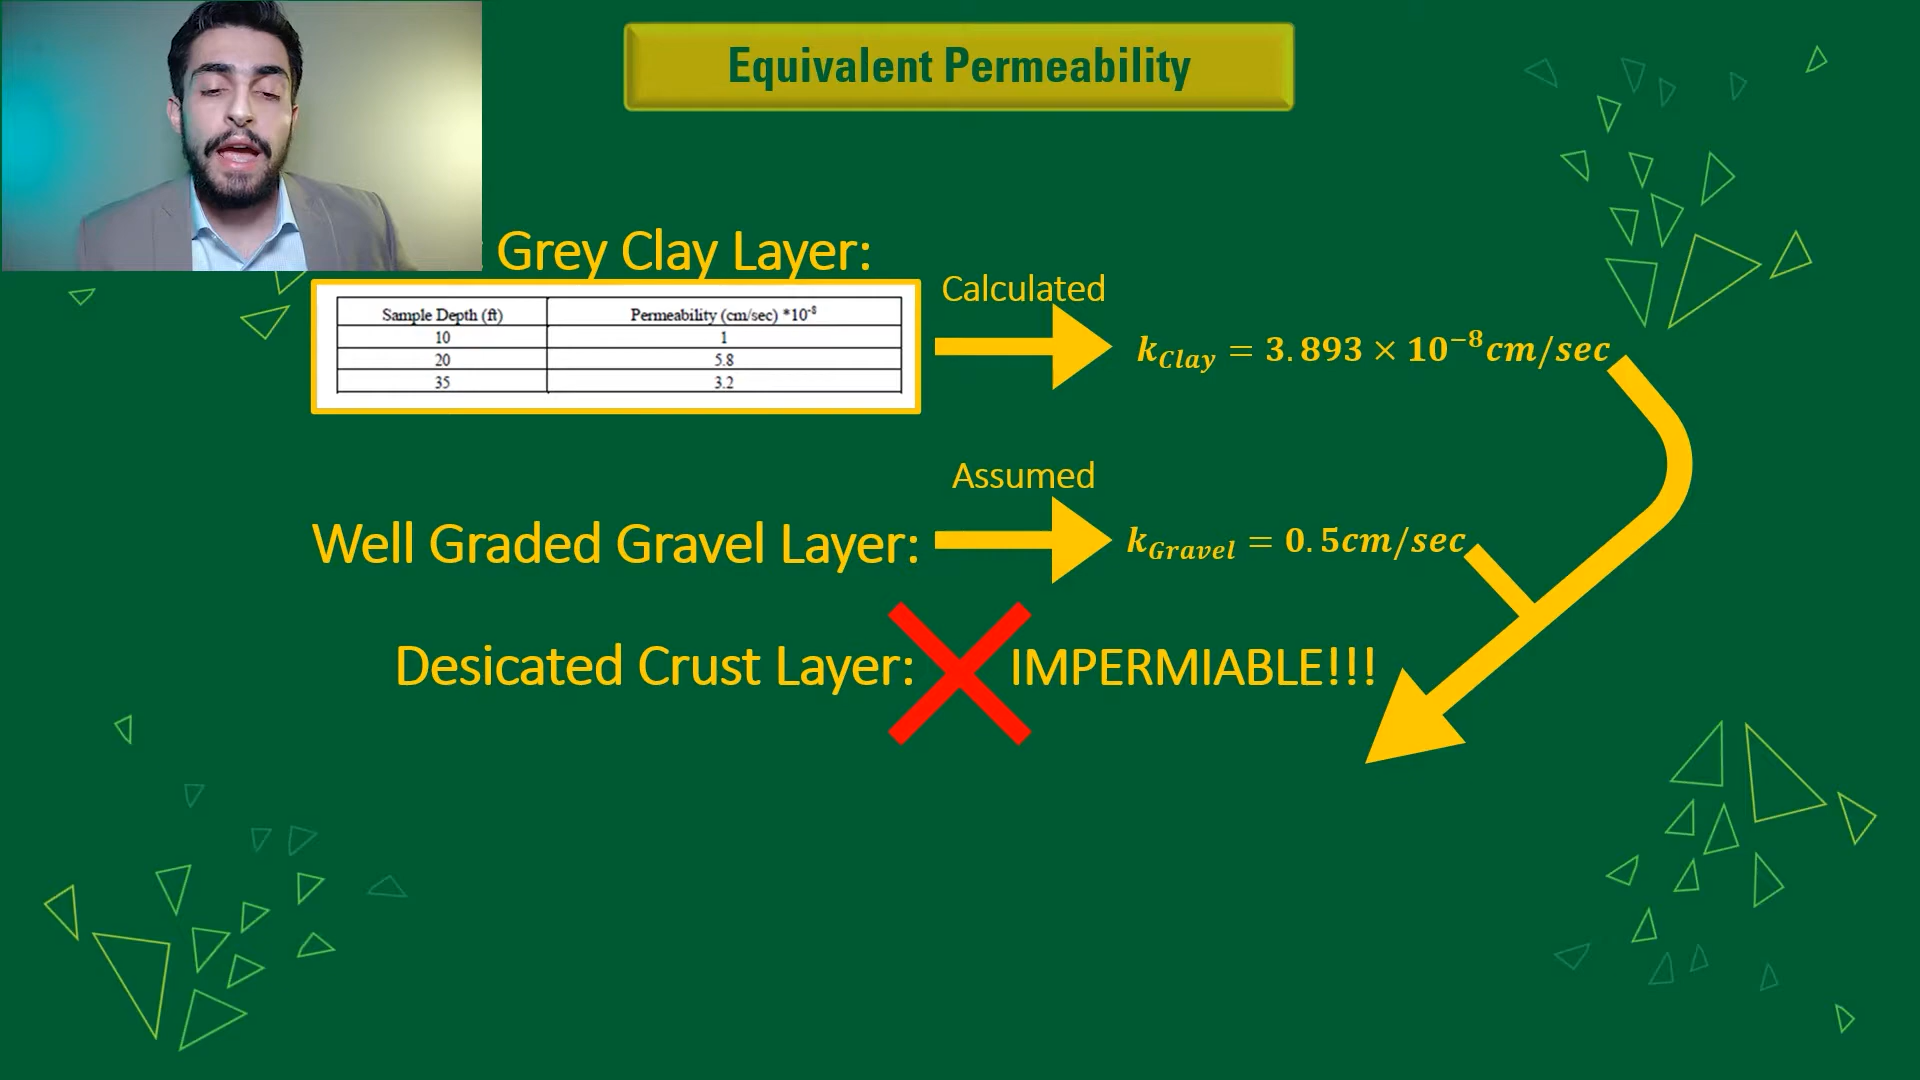 Equivalent Permeability
Grey Clay Layer:
Calculated
Sample Depth (ft) Permeability (cm/sec) *10⁻⁸
10 1
20 5.8
35 3.2
k_Clay = 3.893 × 10⁻⁸cm/sec
Assumed
Well Graded Gravel Layer:
k_Gravel = 0.5cm/sec
Desicated Crust Layer:
IMPERMIABLE!!!